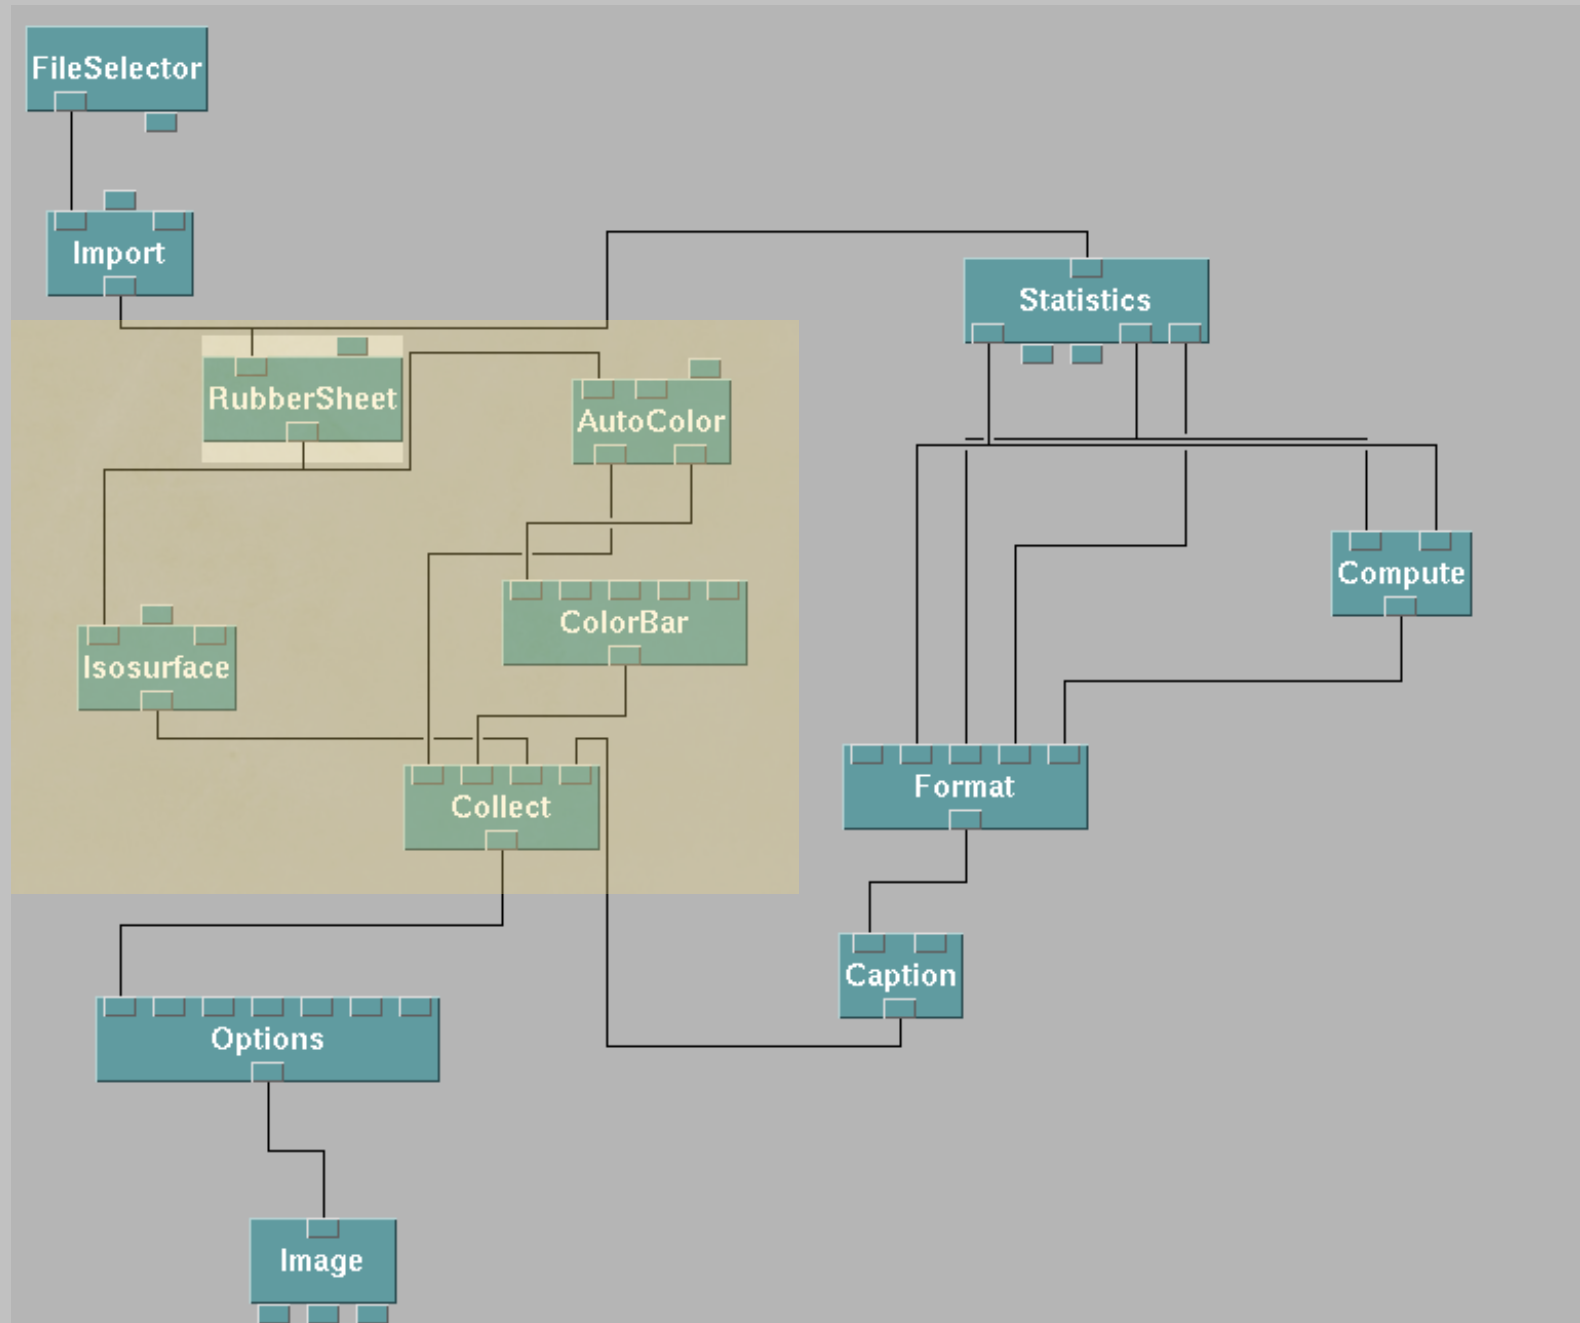 FileSelector
Import
Statistics
RubberSheet
AutoColor
Compute
ColorBar
Isosurface
Format
Collect
Caption
Options
Image